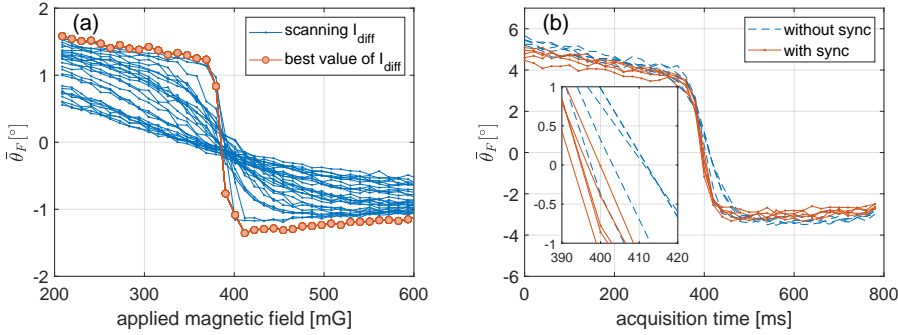 (a)
scanning I_diff
best value of I_diff
2
1
0
−1
−2
θ̄_F [°]
200 300 400 500 600
applied magnetic field [mG]
(b)
without sync
with sync
6
4
2
0
−2
−4
−6
θ̄_F [°]
1
0.5
0
-0.5
-1
390 400 410 420
0 200 400 600 800
acquisition time [ms]